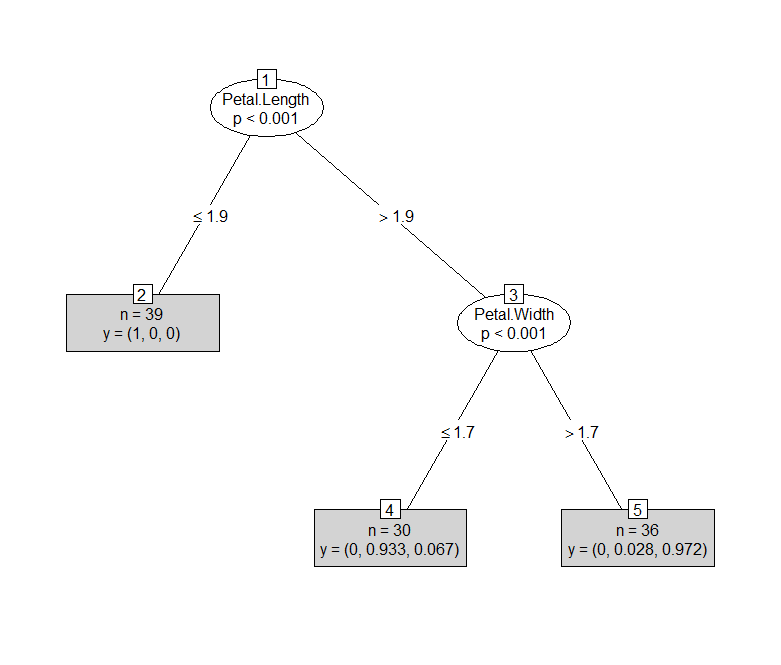 1
Petal.Length
p < 0.001
≤ 1.9
> 1.9
2
n = 39
y = (1, 0, 0)
3
Petal.Width
p < 0.001
≤ 1.7
> 1.7
4
n = 30
y = (0, 0.933, 0.067)
5
n = 36
y = (0, 0.028, 0.972)